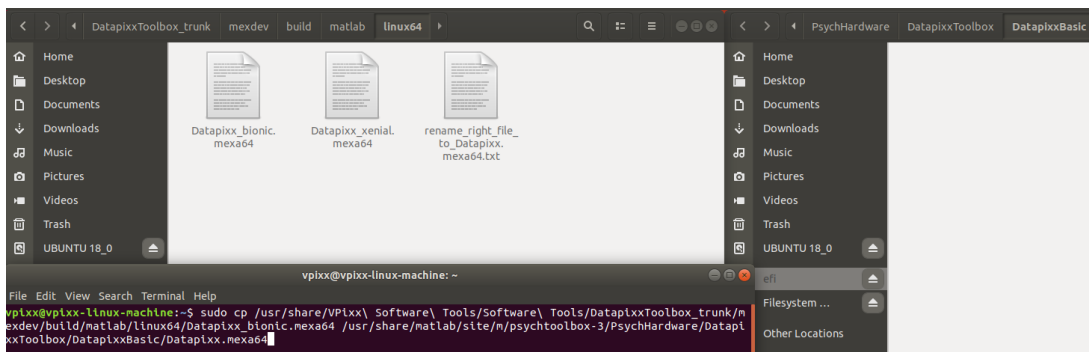 DatapixxToolbox_trunk mexdev build matlab linux64
Home
Desktop
Documents
Downloads
Music
Pictures
Videos
Trash
UBUNTU 18_0
Datapixx_bionic.
mexa64
Datapixx_xenial.
mexa64
rename_right_file_
to_Datapixx.
mexa64.txt
PsychHardware DatapixxToolbox DatapixxBasic
Home
Desktop
Documents
Downloads
Music
Pictures
Videos
Trash
UBUNTU 18_0
efi
Filesystem ...
Other Locations
vpixx@vpixx-linux-machine: ~
File Edit View Search Terminal Help
vpixx@vpixx-linux-machine:~$ sudo cp /usr/share/VPixx\ Software\ Tools/Software\ Tools/DatapixxToolbox_trunk/m
exdev/build/matlab/linux64/Datapixx_bionic.mexa64 /usr/share/matlab/site/m/psychtoolbox-3/PsychHardware/Datapi
xxToolbox/DatapixxBasic/Datapixx.mexa64